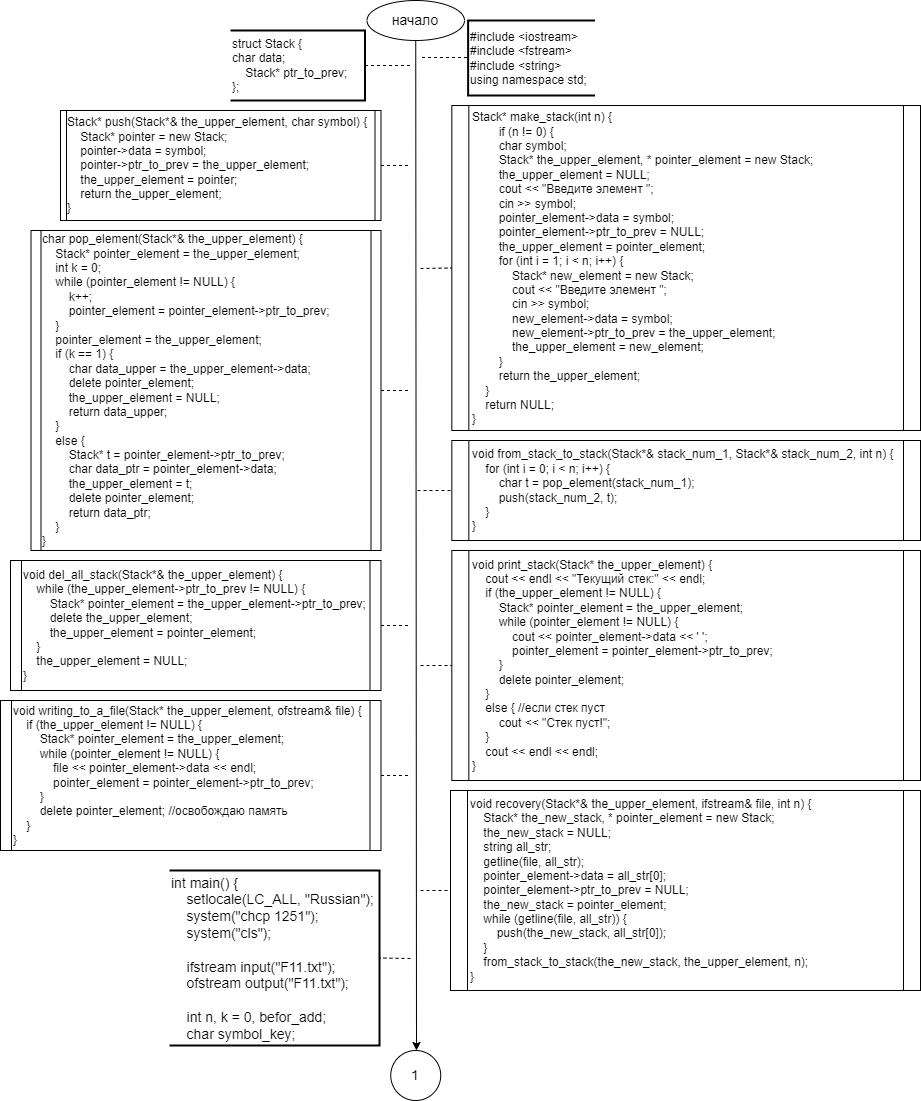 начало
struct Stack {
char data;
    Stack* ptr_to_prev;
};
#include <iostream>
#include <fstream>
#include <string>
using namespace std;
Stack* push(Stack*& the_upper_element, char symbol) {
    Stack* pointer = new Stack;
    pointer->data = symbol;
    pointer->ptr_to_prev = the_upper_element;
    the_upper_element = pointer;
    return the_upper_element;
}
Stack* make_stack(int n) {
        if (n != 0) {
        char symbol;
        Stack* the_upper_element, * pointer_element = new Stack;
        the_upper_element = NULL;
        cout << "Введите элемент ";
        cin >> symbol;
        pointer_element->data = symbol;
        pointer_element->ptr_to_prev = NULL;
        the_upper_element = pointer_element;
        for (int i = 1; i < n; i++) {
            Stack* new_element = new Stack;
            cout << "Введите элемент ";
            cin >> symbol;
            new_element->data = symbol;
            new_element->ptr_to_prev = the_upper_element;
            the_upper_element = new_element;
        }
        return the_upper_element;
    }
    return NULL;
}
char pop_element(Stack*& the_upper_element) {
    Stack* pointer_element = the_upper_element;
    int k = 0;
    while (pointer_element != NULL) {
        k++;
        pointer_element = pointer_element->ptr_to_prev;
    }
    pointer_element = the_upper_element;
    if (k == 1) {
        char data_upper = the_upper_element->data;
        delete pointer_element;
        the_upper_element = NULL;
        return data_upper;
    }
    else {
        Stack* t = pointer_element->ptr_to_prev;
        char data_ptr = pointer_element->data;
        the_upper_element = t;
        delete pointer_element;
        return data_ptr;
    }
}
void from_stack_to_stack(Stack*& stack_num_1, Stack*& stack_num_2, int n) {
    for (int i = 0; i < n; i++) {
        char t = pop_element(stack_num_1);
        push(stack_num_2, t);
    }
}
void del_all_stack(Stack*& the_upper_element) {
    while (the_upper_element->ptr_to_prev != NULL) {
        Stack* pointer_element = the_upper_element->ptr_to_prev;
        delete the_upper_element;
        the_upper_element = pointer_element;
    }
    the_upper_element = NULL;
}
void print_stack(Stack* the_upper_element) {
    cout << endl << "Текущий стек:" << endl;
    if (the_upper_element != NULL) {
        Stack* pointer_element = the_upper_element;
        while (pointer_element != NULL) {
            cout << pointer_element->data << ' ';
            pointer_element = pointer_element->ptr_to_prev;
        }
        delete pointer_element;
    }
    else { //если стек пуст
        cout << "Стек пуст!";
    }
    cout << endl << endl;
}
void writing_to_a_file(Stack* the_upper_element, ofstream& file) {
    if (the_upper_element != NULL) {
        Stack* pointer_element = the_upper_element;
        while (pointer_element != NULL) {
            file << pointer_element->data << endl;
            pointer_element = pointer_element->ptr_to_prev;
        }
        delete pointer_element; //освобождаю память
    }
}
void recovery(Stack*& the_upper_element, ifstream& file, int n) {
    Stack* the_new_stack, * pointer_element = new Stack;
    the_new_stack = NULL;
    string all_str;
    getline(file, all_str);
    pointer_element->data = all_str[0];
    pointer_element->ptr_to_prev = NULL;
    the_new_stack = pointer_element;
    while (getline(file, all_str)) {
        push(the_new_stack, all_str[0]);
    }
    from_stack_to_stack(the_new_stack, the_upper_element, n);
}
int main() {
    setlocale(LC_ALL, "Russian");
    system("chcp 1251");
    system("cls");
    ifstream input("F11.txt");
    ofstream output("F11.txt");
    int n, k = 0, befor_add;
    char symbol_key;
1